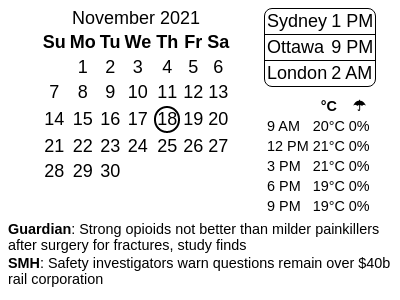 November 2021
Su Mo Tu We Th Fr Sa
1 2 3 4 5 6
7 8 9 10 11 12 13
14 15 16 17 18 19 20
21 22 23 24 25 26 27
28 29 30
Sydney 1 PM
Ottawa 9 PM
London 2 AM
°C ☂
9 AM 20°C 0%
12 PM 21°C 0%
3 PM 21°C 0%
6 PM 19°C 0%
9 PM 19°C 0%
Guardian: Strong opioids not better than milder painkillers
after surgery for fractures, study finds
SMH: Safety investigators warn questions remain over $40b
rail corporation